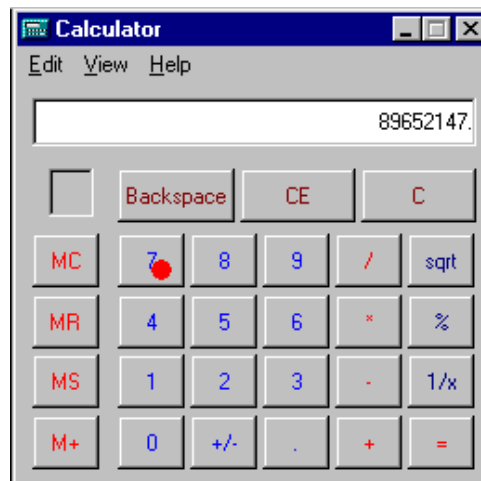 Calculator
Edit View Help
89652147.
Backspace CE C
MC 7 8 9 / sqrt
MR 4 5 6 * %
MS 1 2 3 - 1/x
M+ 0 +/- . + =